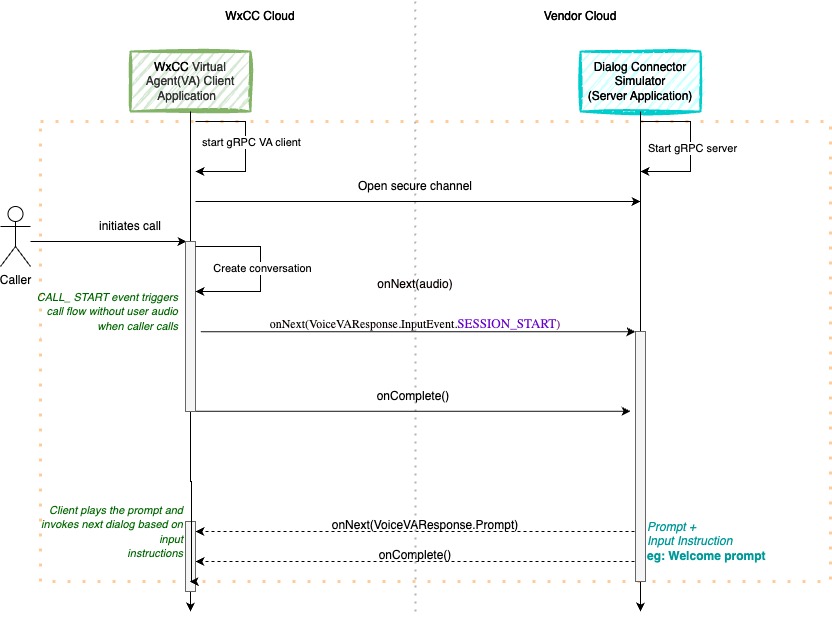 WxCC Cloud
Vendor Cloud
WxCC Virtual
Agent(VA) Client
Application
Dialog Connector
Simulator
(Server Application)
start gRPC VA client
Start gRPC server
Open secure channel
initiates call
Caller
Create conversation
onNext(audio)
CALL_ START event triggers
call flow without user audio
when caller calls
onNext(VoiceVAResponse.InputEvent.SESSION_START)
onComplete()
Client plays the prompt and
invokes next dialog based on
input
instructions
onNext(VoiceVAResponse.Prompt)
onComplete()
Prompt +
Input Instruction
eg: Welcome prompt